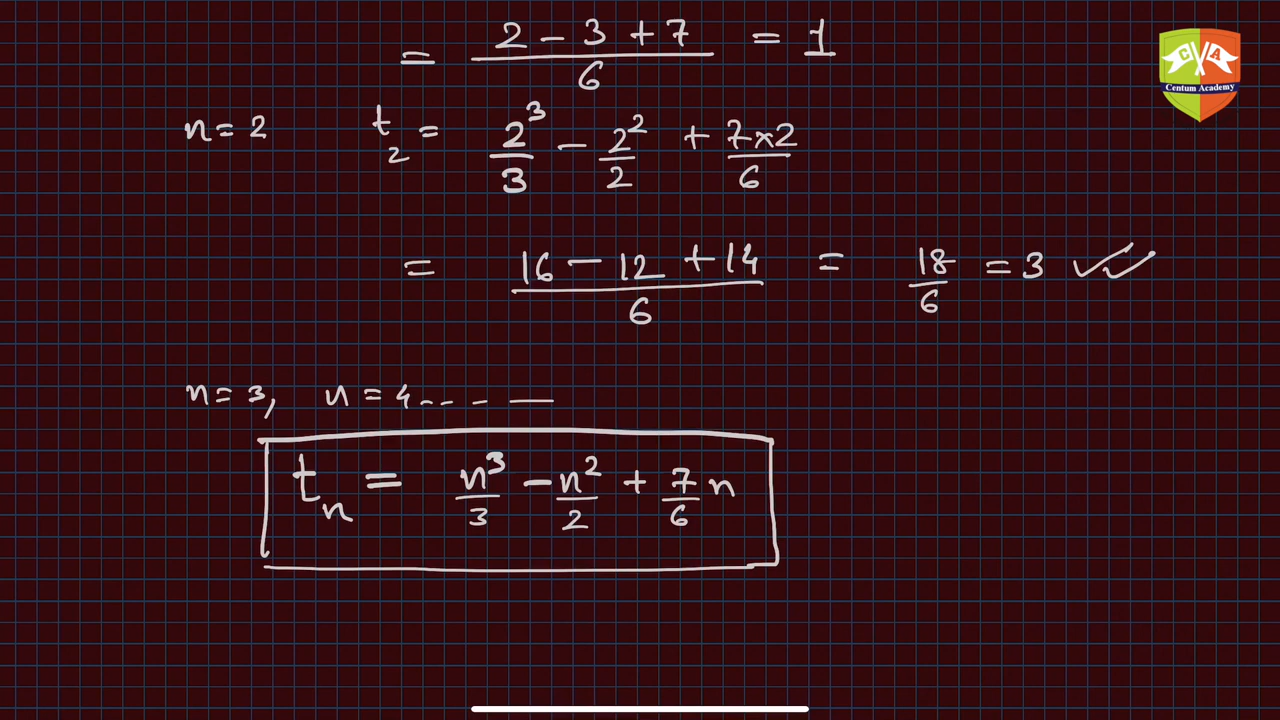 = (2 - 3 + 7)/6 = 1
C A
Centum Academy
n = 2 t₂ = 2³/3 - 2²/2 + 7×2/6
= (16 - 12 + 14)/6 = 18/6 = 3 ✓✓
n = 3, n = 4 - - - —
tₙ = n³/3 - n²/2 + 7/6 n